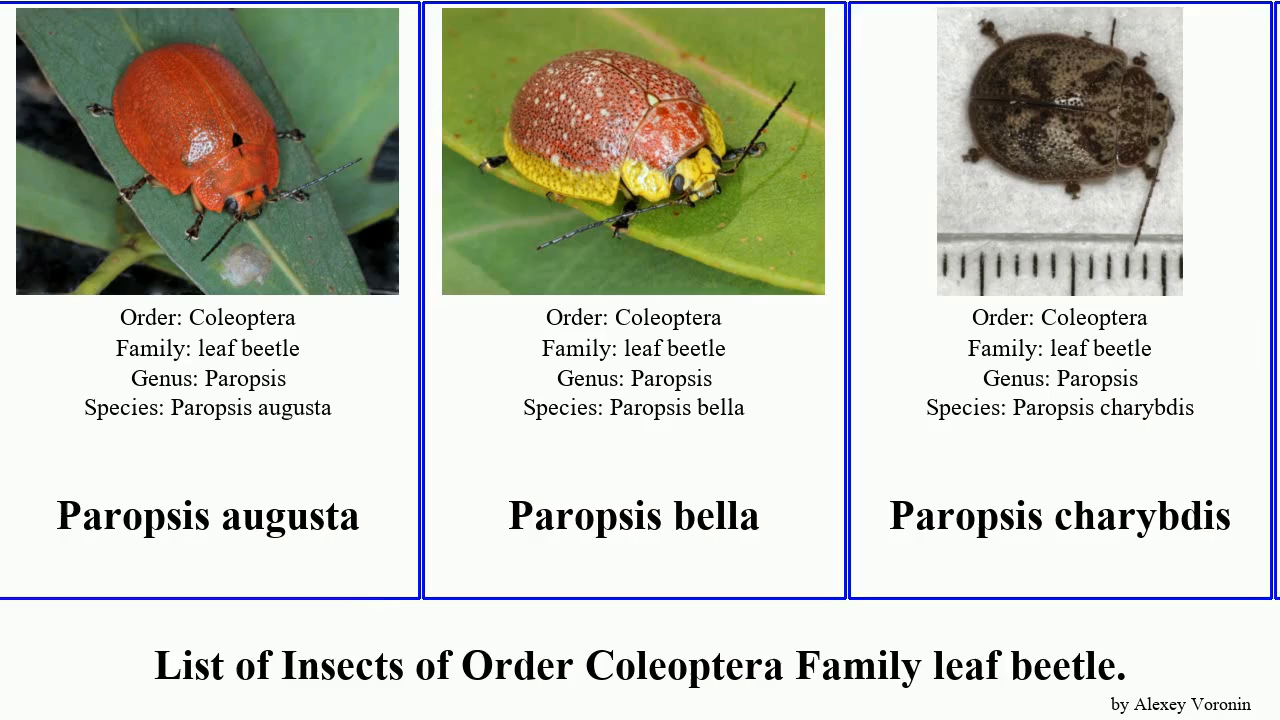 Order: Coleoptera
Family: leaf beetle
Genus: Paropsis
Species: Paropsis augusta
Paropsis augusta
Order: Coleoptera
Family: leaf beetle
Genus: Paropsis
Species: Paropsis bella
Paropsis bella
Order: Coleoptera
Family: leaf beetle
Genus: Paropsis
Species: Paropsis charybdis
Paropsis charybdis
List of Insects of Order Coleoptera Family leaf beetle.
by Alexey Voronin